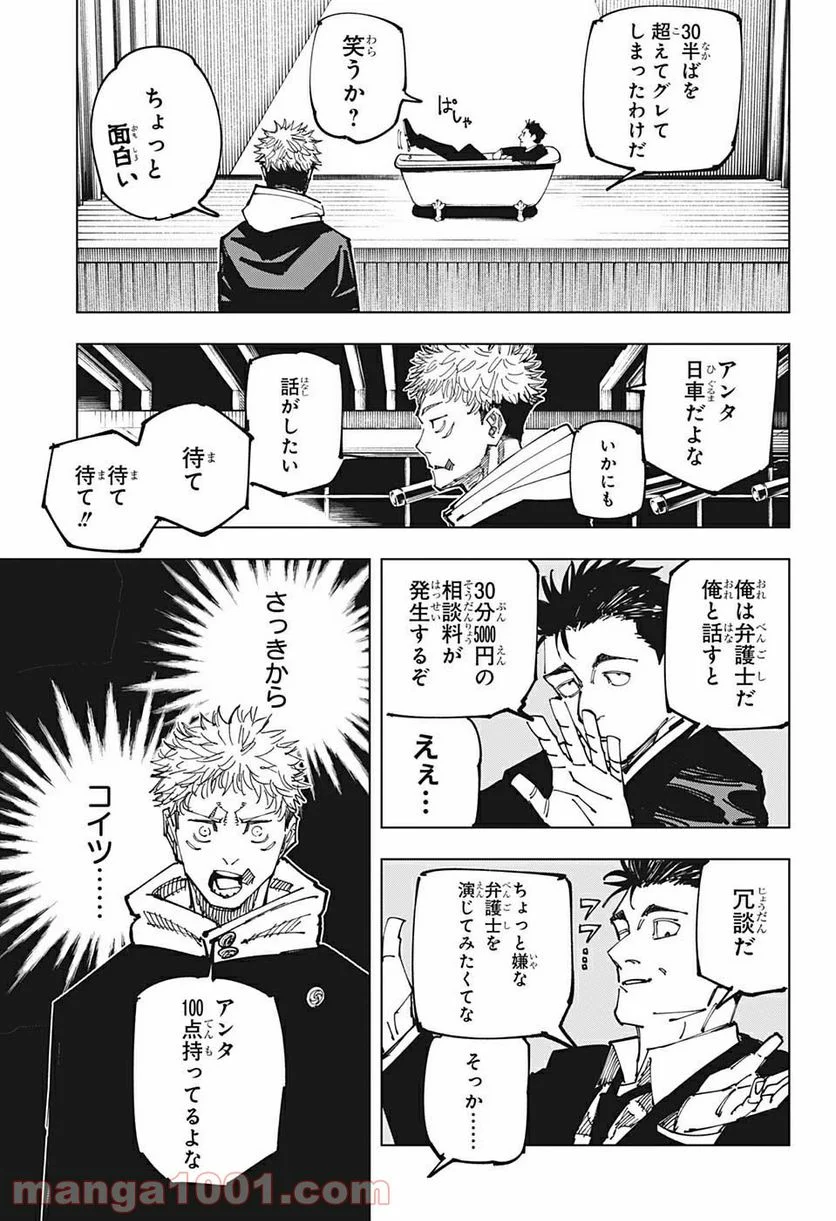 30半ばを
超えてグレて
しまったわけだ
ぱしゃ
笑うか？
ちょっと
面白い
アンタ
日車だよな
いかにも
話がしたい
待て
待て
待て!!
俺は弁護士だ
俺と話すと
30分5000円の
相談料が
発生するぞ
ええ…
冗談だ
フフ…
ちょっと嫌な
弁護士を
演じてみたくてな
そっか……
さっきから
コイツ……
アンタ
100点持ってるよな
manga1001.com